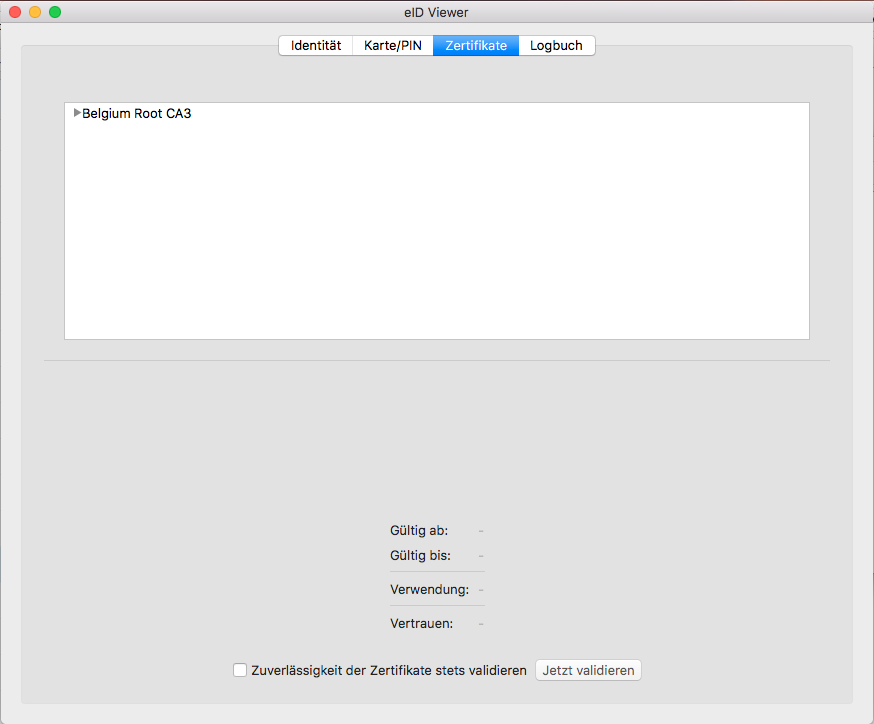 eID Viewer
Identität Karte/PIN Zertifikate Logbuch
Belgium Root CA3
Gültig ab: -
Gültig bis: -
Verwendung: -
Vertrauen: -
Zuverlässigkeit der Zertifikate stets validieren Jetzt validieren